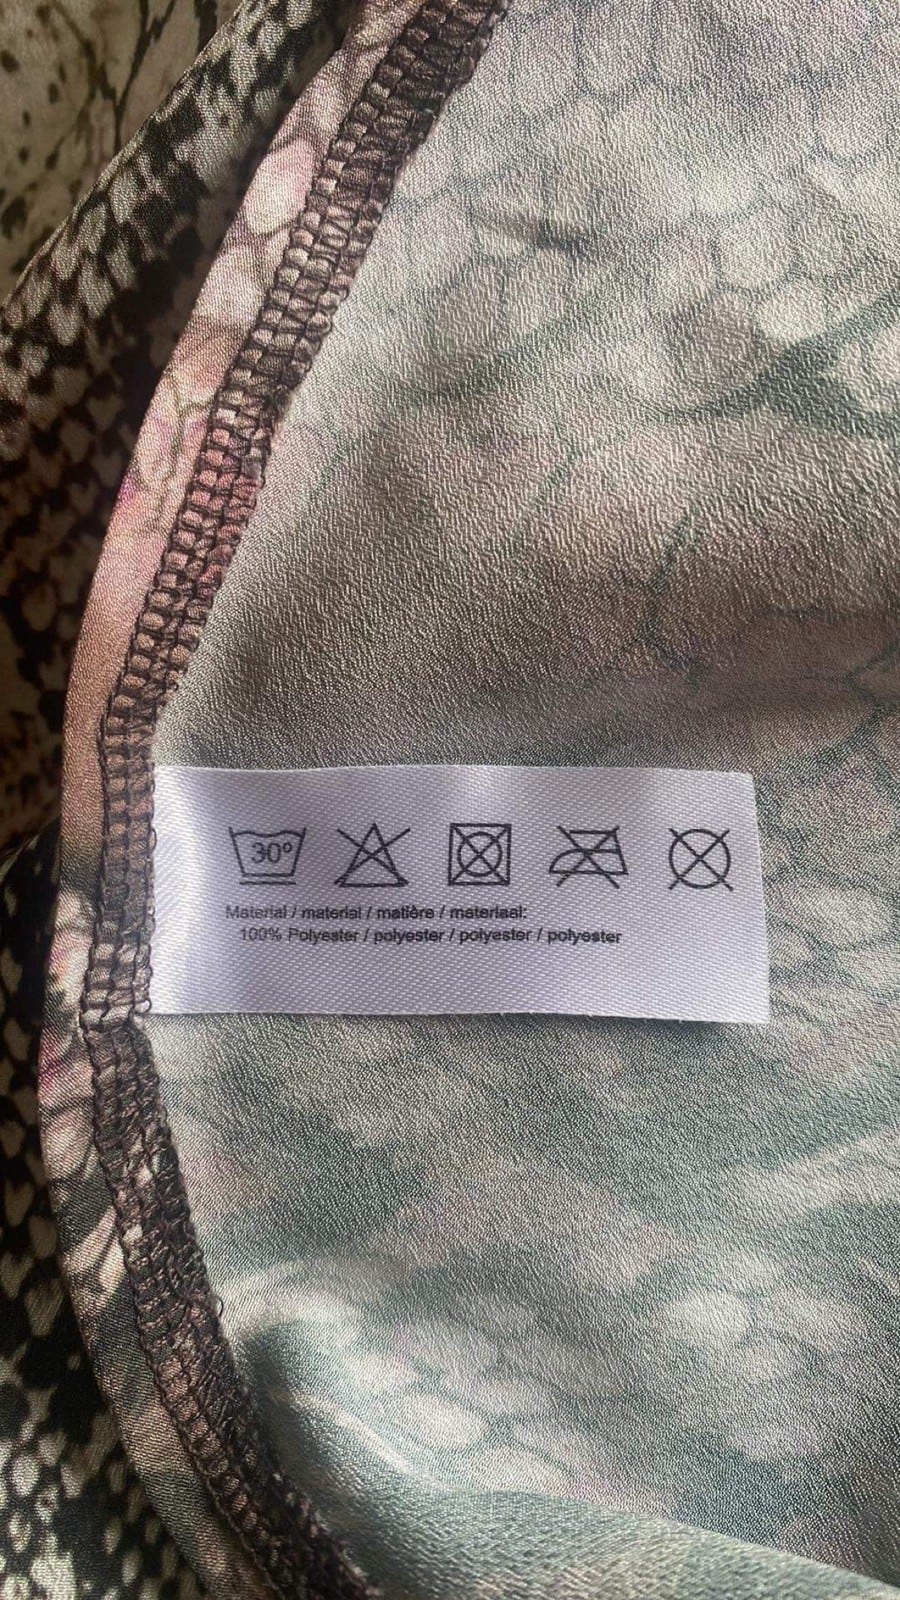 30°
Material / material / matière / materiaal:
100% Polyester / polyester / polyester / polyester